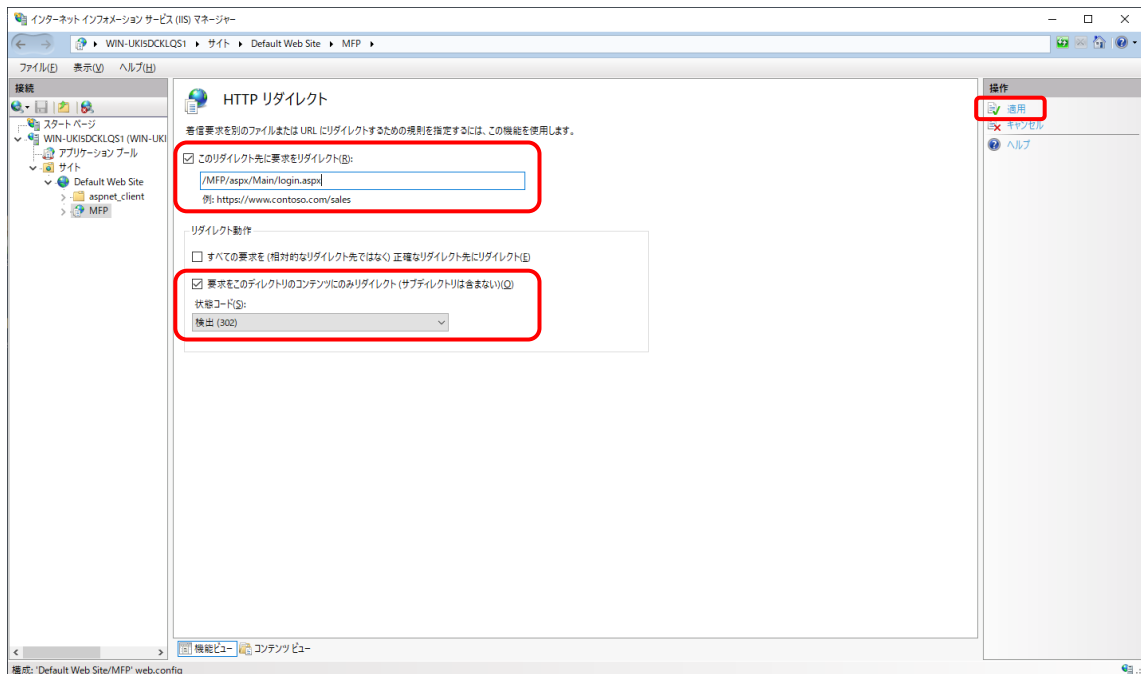 インターネット インフォメーション サービス (IIS) マネージャー
WIN-UKI5DCKLQS1 サイト Default Web Site MFP
ファイル(F) 表示(V) ヘルプ(H)
接続
スタート ページ
WIN-UKI5DCKLQS1 (WIN-UKI
アプリケーション プール
サイト
Default Web Site
aspnet_client
MFP
HTTP リダイレクト
着信要求を別のファイルまたは URL にリダイレクトするための規則を指定するには、この機能を使用します。
このリダイレクト先に要求をリダイレクト(R):
/MFP/aspx/Main/login.aspx
例: https://www.contoso.com/sales
リダイレクト動作
すべての要求を (相対的なリダイレクト先ではなく) 正確なリダイレクト先にリダイレクト(E)
要求をこのディレクトリのコンテンツにのみリダイレクト (サブディレクトリは含まない)(O)
状態コード(S):
検出 (302)
機能ビュー コンテンツ ビュー
操作
適用
キャンセル
ヘルプ
構成: 'Default Web Site/MFP' web.config